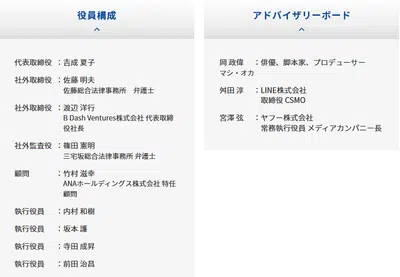 役員構成
代表取締役 ：吉成 夏子
社外取締役 ：佐藤 明夫
佐藤総合法律事務所　弁護士
社外取締役 ：渡辺 洋行
B Dash Ventures株式会社 代表取締
役社長
社外監査役 ：篠田 憲明
三宅坂総合法律事務所 弁護士
顧問 ：竹村 滋幸
ANAホールディングス株式会社 特任
顧問
執行役員 ：内村 和樹
執行役員 ：坂本 護
執行役員 ：寺田 成昇
執行役員 ：前田 治昌
アドバイザリーボード
岡 政偉 ：俳優、脚本家、プロデューサー
マシ・オカ
舛田 淳 ：LINE株式会社
取締役 CSMO
宮澤 弦 ：ヤフー株式会社
常務執行役員 メディアカンパニー長